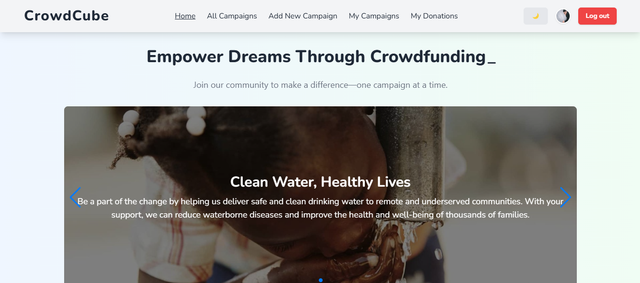 CrowdCube
Home All Campaigns Add New Campaign My Campaigns My Donations
Log out
Empower Dreams Through Crowdfunding_
Join our community to make a difference—one campaign at a time.
Clean Water, Healthy Lives
Be a part of the change by helping us deliver safe and clean drinking water to remote and underserved communities. With your
support, we can reduce waterborne diseases and improve the health and well-being of thousands of families.